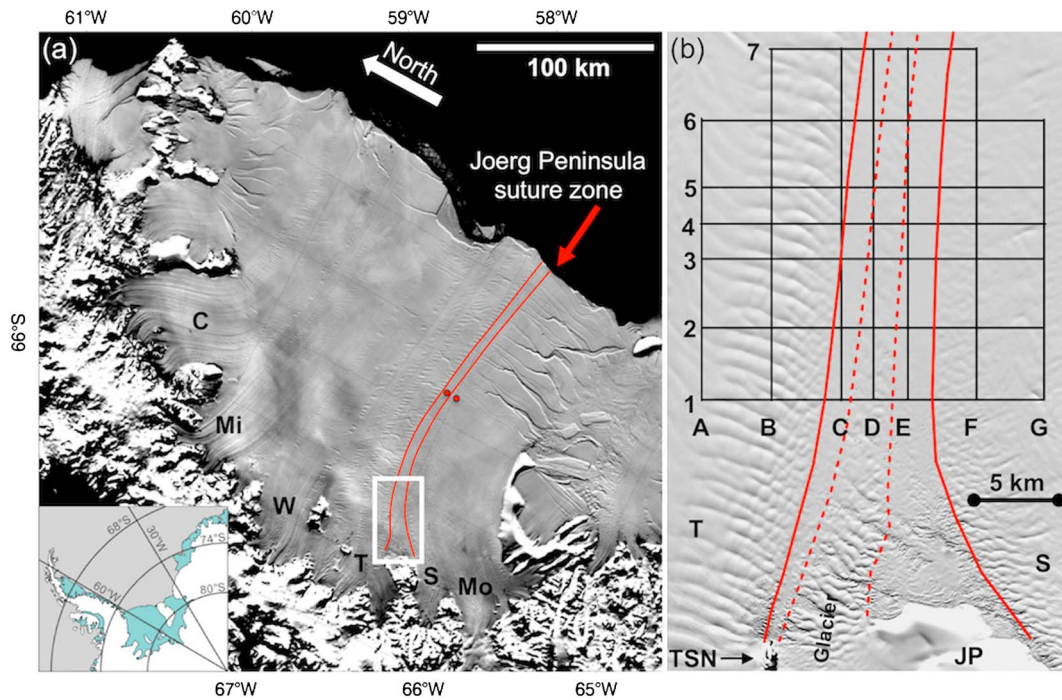 61°W 60°W 59°W 58°W
(a)
North
100 km
Joerg Peninsula
suture zone
66°S
C
Mi
W
T
S
Mo
68°S
30°W
74°S
60°W
80°S
67°W 66°W 65°W
(b)
7
6
5
4
3
2
1
A B C D E F G
5 km
T
S
Glacier
TSN
JP